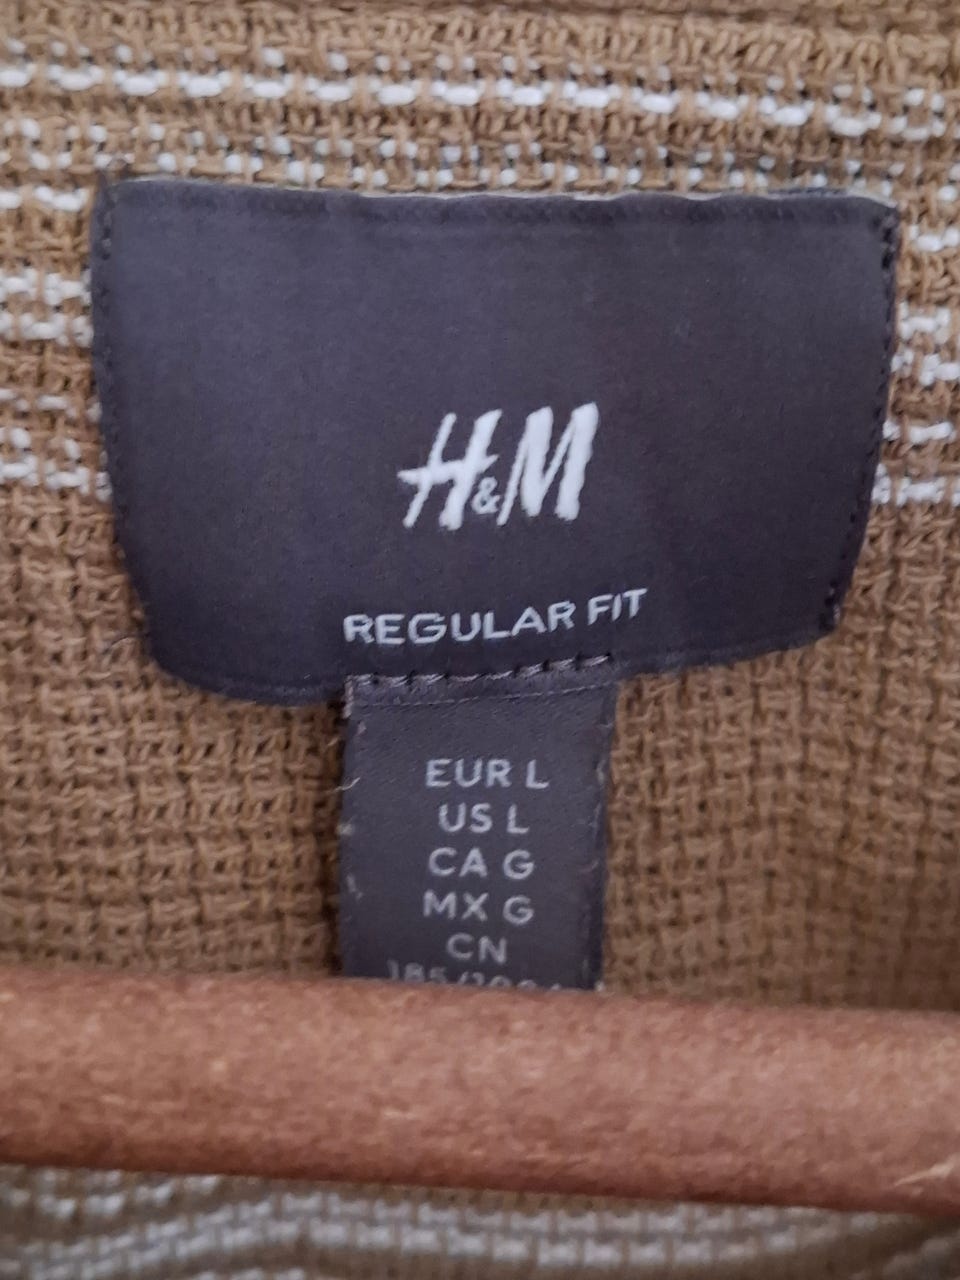 H&M
REGULAR FIT
EUR L
US L
CA G
MX G
CN